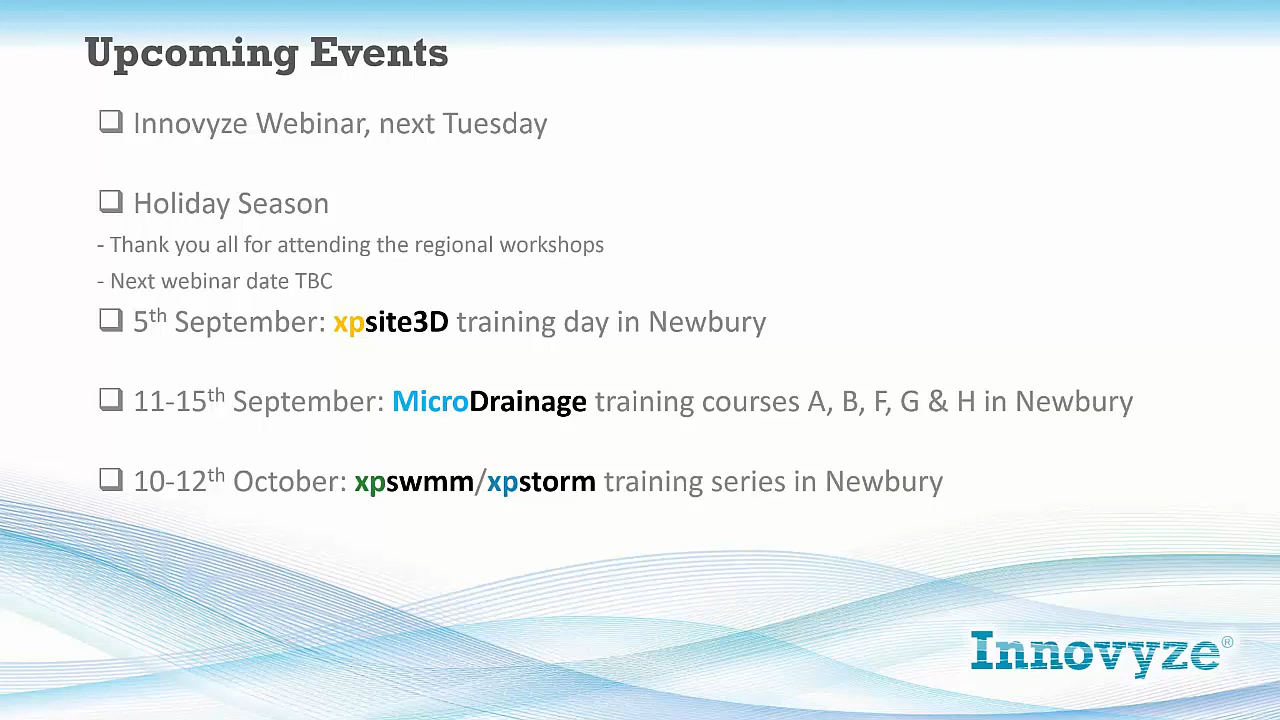 Upcoming Events
❑ Innovyze Webinar, next Tuesday
❑ Holiday Season
- Thank you all for attending the regional workshops
- Next webinar date TBC
❑ 5th September: xpsite3D training day in Newbury
❑ 11-15th September: MicroDrainage training courses A, B, F, G & H in Newbury
❑ 10-12th October: xpswmm/xpstorm training series in Newbury
Innovyze®